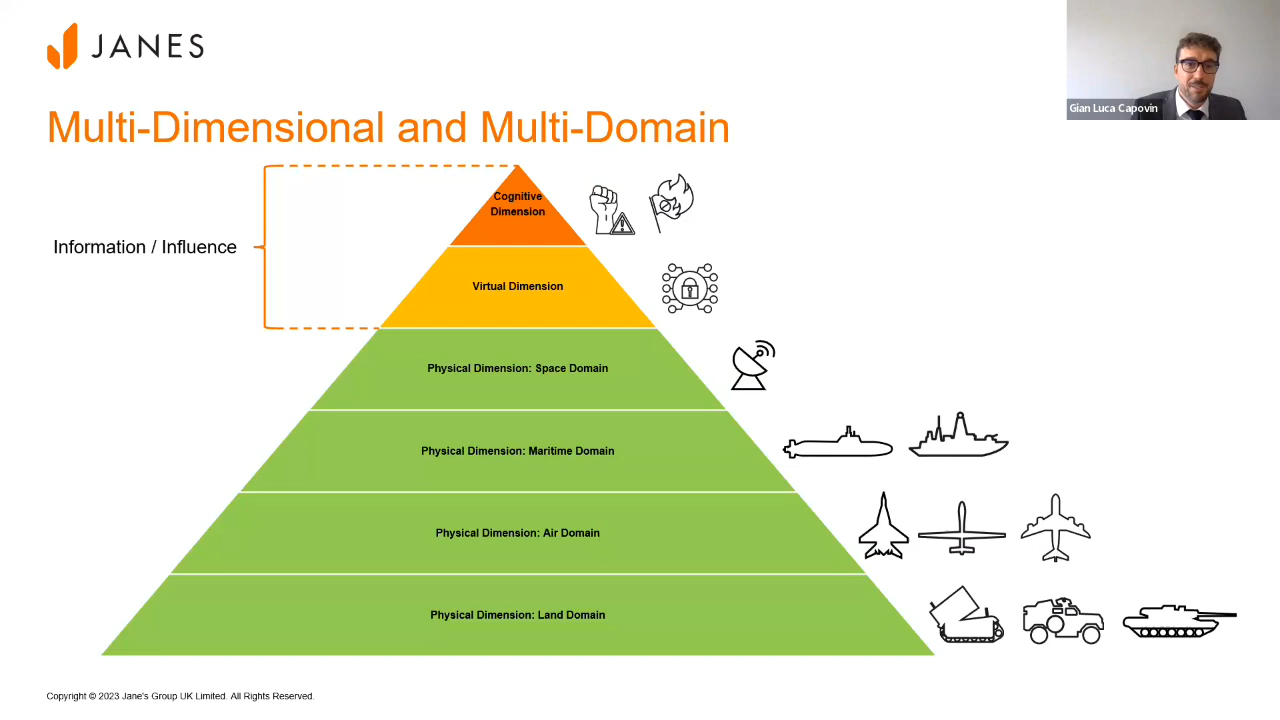 JANES
Gian Luca Capovin
Multi-Dimensional and Multi-Domain
Cognitive
Dimension
Information / Influence
Virtual Dimension
Physical Dimension: Space Domain
Physical Dimension: Maritime Domain
Physical Dimension: Air Domain
Physical Dimension: Land Domain
Copyright © 2023 Jane's Group UK Limited. All Rights Reserved.